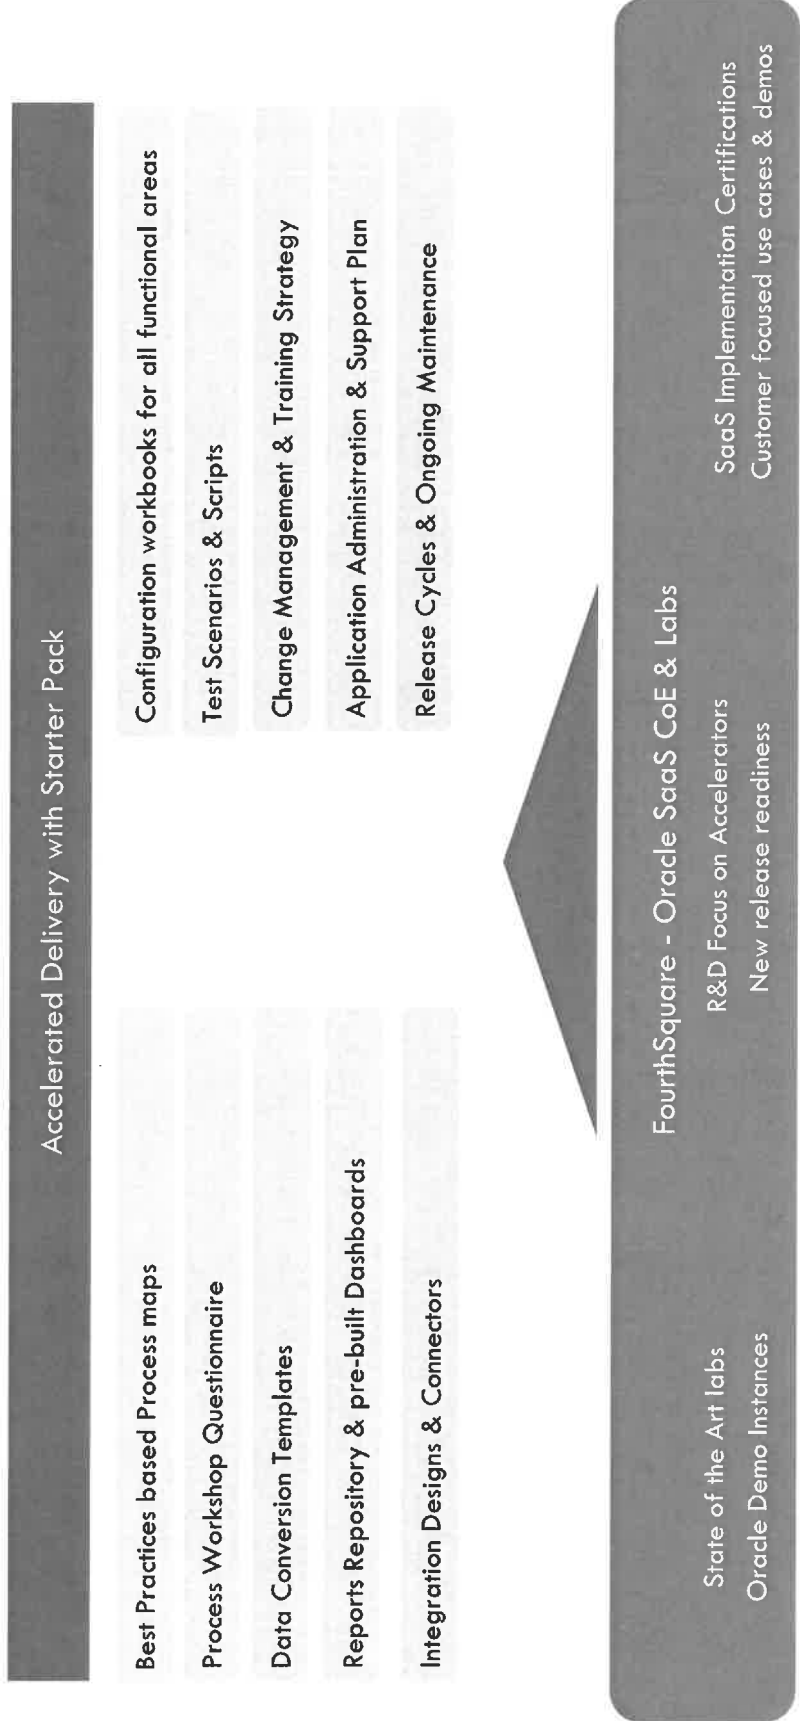 Accelerated Delivery with Starter Pack
Best Practices based Process maps
Process Workshop Questionnaire
Data Conversion Templates
Reports Repository & pre-built Dashboards
Integration Designs & Connectors
Configuration workbooks for all functional areas
Test Scenarios & Scripts
Change Management & Training Strategy
Application Administration & Support Plan
Release Cycles & Ongoing Maintenance
FourthSquare - Oracle SaaS CoE & Labs
State of the Art labs
Oracle Demo Instances
R&D Focus on Accelerators
New release readiness
SaaS Implementation Certifications
Customer focused use cases & demos